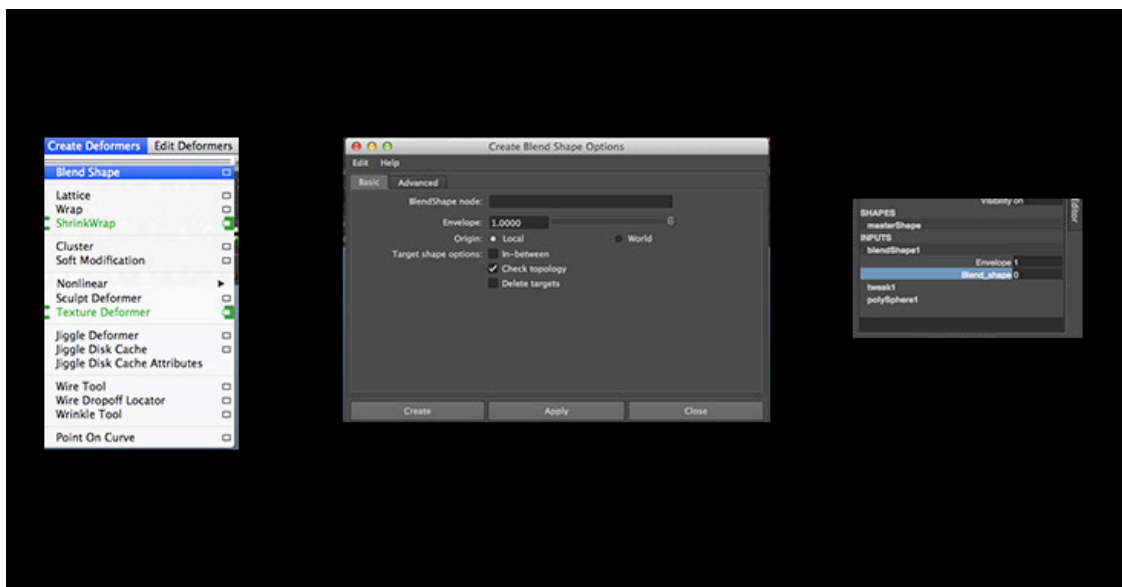 Create Deformers Edit Deformers
Blend Shape
Lattice
Wrap
ShrinkWrap
Cluster
Soft Modification
Nonlinear
Sculpt Deformer
Texture Deformer
Jiggle Deformer
Jiggle Disk Cache
Jiggle Disk Cache Attributes
Wire Tool
Wire Dropoff Locator
Wrinkle Tool
Point On Curve
Create Blend Shape Options
Edit Help
Basic Advanced
BlendShape node:
Envelope: 1.0000
Origin: Local World
Target shape options: In-between
Check topology
Delete targets
Create Apply Close
Visibility on
SHAPES
masterShape
INPUTS
blendShape1
Envelope 1
Blend_shape 0
tweak1
polySphere1
Editor